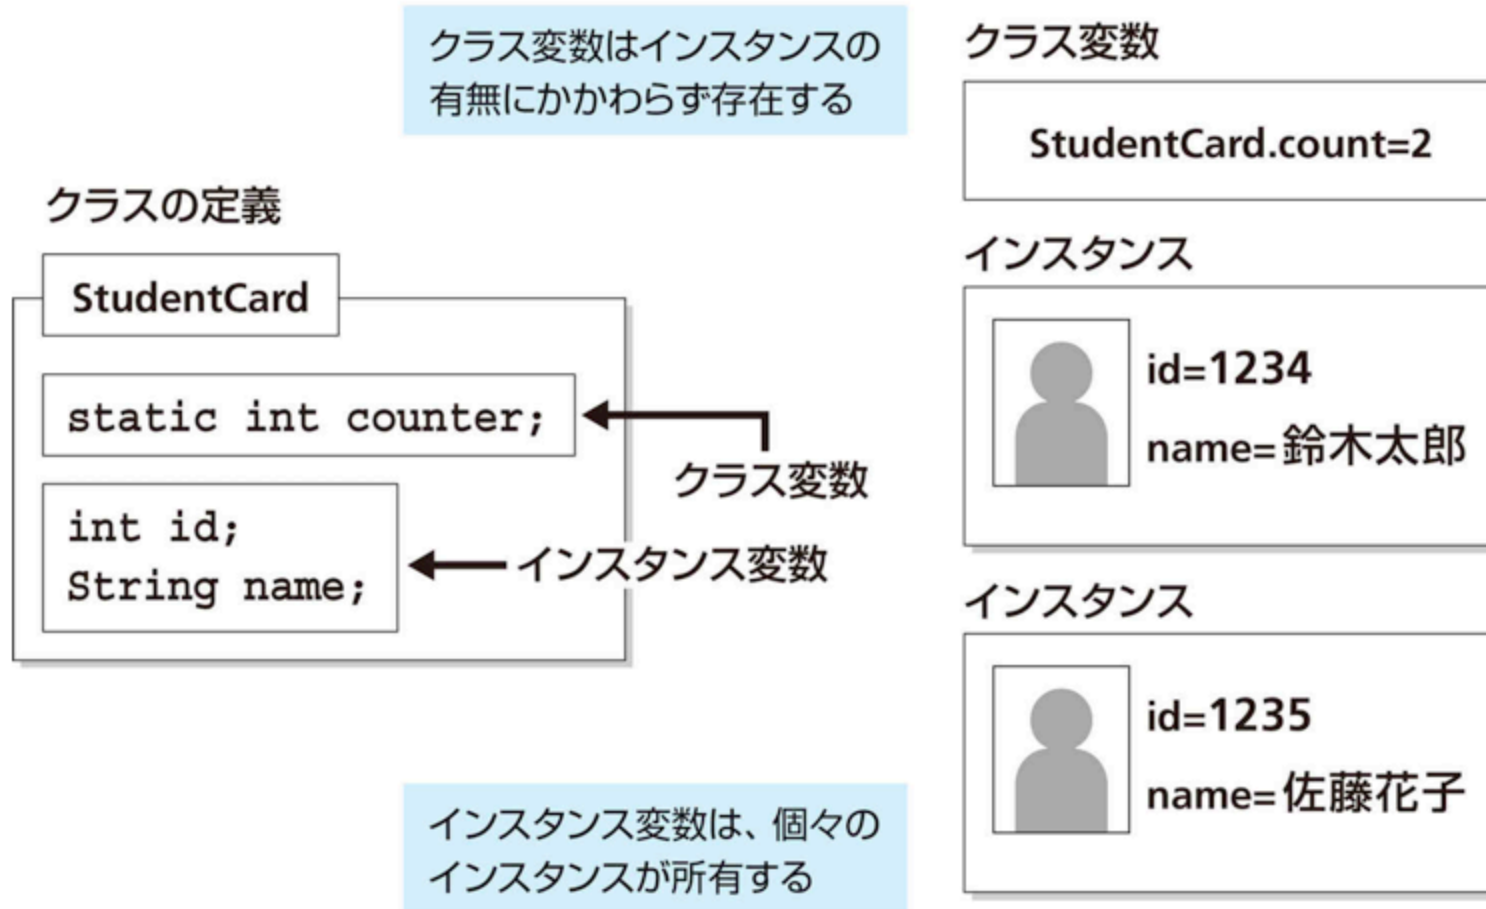 クラス変数はインスタンスの
有無にかかわらず存在する
クラスの定義
StudentCard
static int counter;
クラス変数
int id;
String name;
インスタンス変数
インスタンス変数は、個々の
インスタンスが所有する
クラス変数
StudentCard.count=2
インスタンス
id=1234
name=鈴木太郎
インスタンス
id=1235
name=佐藤花子